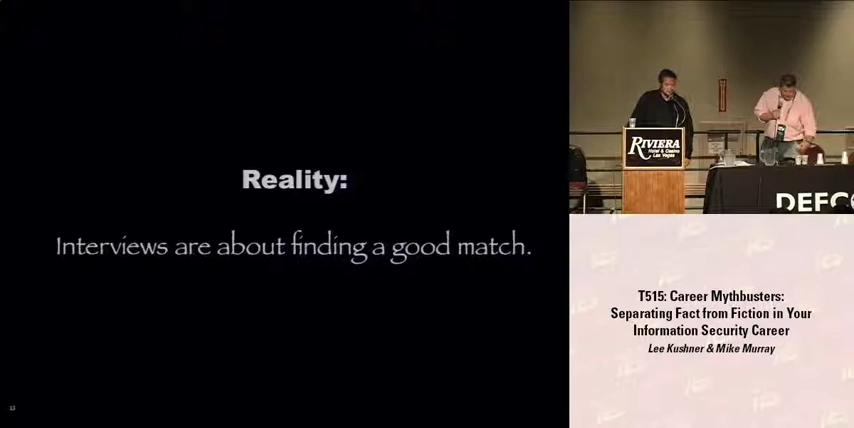 Reality:
Interviews are about finding a good match.
13
RIVIERA
Hotel & Casino
Las Vegas
DEFC
T515: Career Mythbusters:
Separating Fact from Fiction in Your
Information Security Career
Lee Kushner & Mike Murray